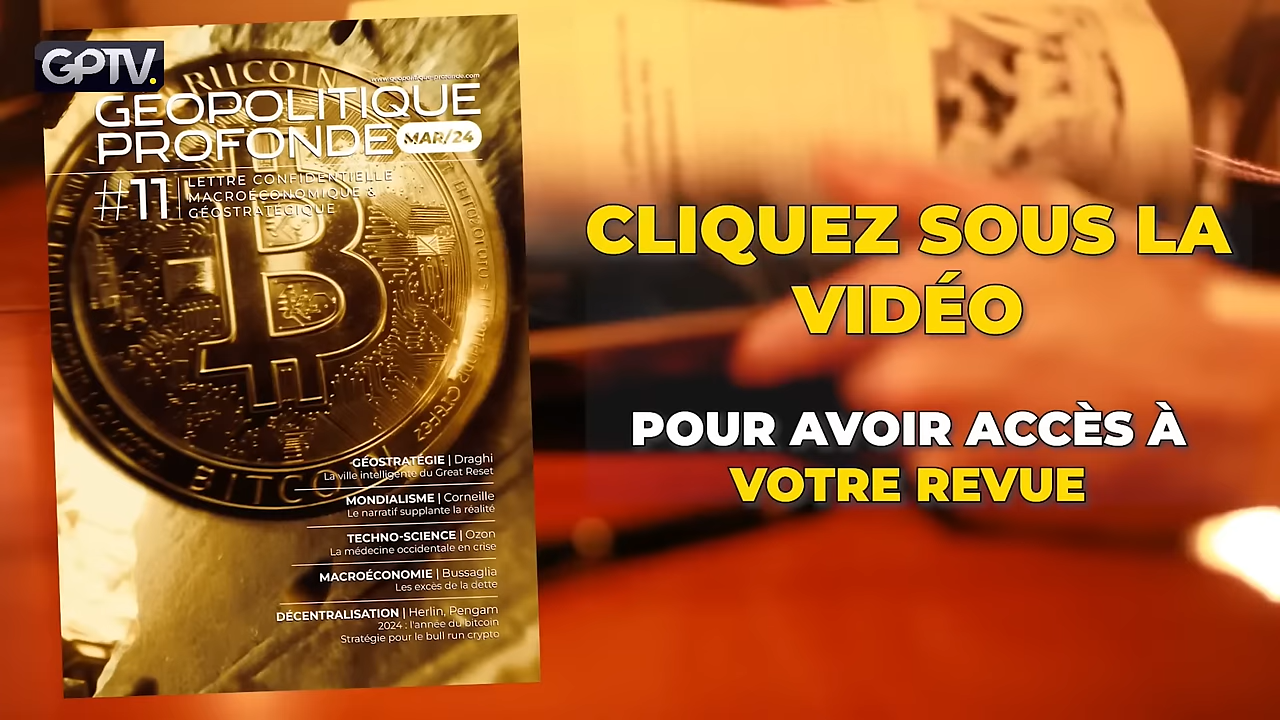 GPTV.
www.geopolitique-profonde.com
GÉOPOLITIQUE
PROFONDE MAR/24
#11 LETTRE CONFIDENTIELLE
MACROÉCONOMIQUE &
GÉOSTRATÉGIQUE
BITCO
GÉOSTRATÉGIE | Draghi
La ville intelligente du Great Reset
MONDIALISME | Corneille
Le narratif supplante la réalité
TECHNO-SCIENCE | Ozon
La médecine occidentale en crise
MACROÉCONOMIE | Bussaglia
Les excès de la dette
DÉCENTRALISATION | Herlin, Pengam
2024 : l'année du bitcoin
Stratégie pour le bull run crypto
CLIQUEZ SOUS LA
VIDÉO
POUR AVOIR ACCÈS À
VOTRE REVUE